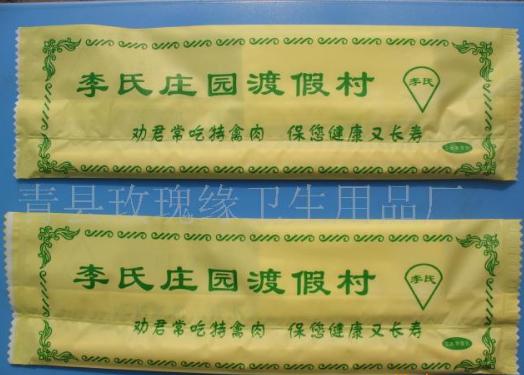 李氏庄园渡假村
李氏
劝君常吃特禽肉 保您健康又长寿
青县玫瑰缘卫生用品厂
李氏庄园渡假村
李氏
劝君常吃特禽肉 保您健康又长寿